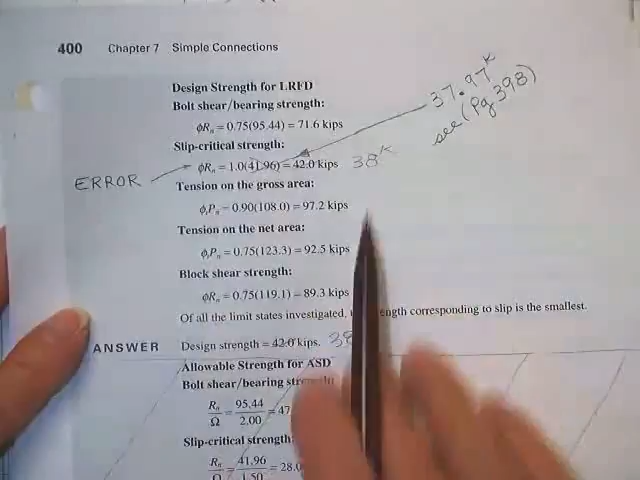 400 Chapter 7 Simple Connections
Design Strength for LRFD
Bolt shear/bearing strength:
ϕRn = 0.75(95.44) = 71.6 kips
37.97ᴷ
see (Pg 398)
Slip-critical strength:
ϕRn = 1.0(41.96) = 42.0 kips 38ᴷ
ERROR
Tension on the gross area:
ϕtPn = 0.90(108.0) = 97.2 kips
Tension on the net area:
ϕtPn = 0.75(123.3) = 92.5 kips
Block shear strength:
ϕRn = 0.75(119.1) = 89.3 kips
Of all the limit states investigated, strength corresponding to slip is the smallest.
ANSWER Design strength = 42.0 kips. 38
Allowable Strength for ASD
Bolt shear/bearing
Rn/Ω = 95.44/2.00 = 47
Slip-critical strength:
Rn/Ω = 41.96/1.50 = 28.0